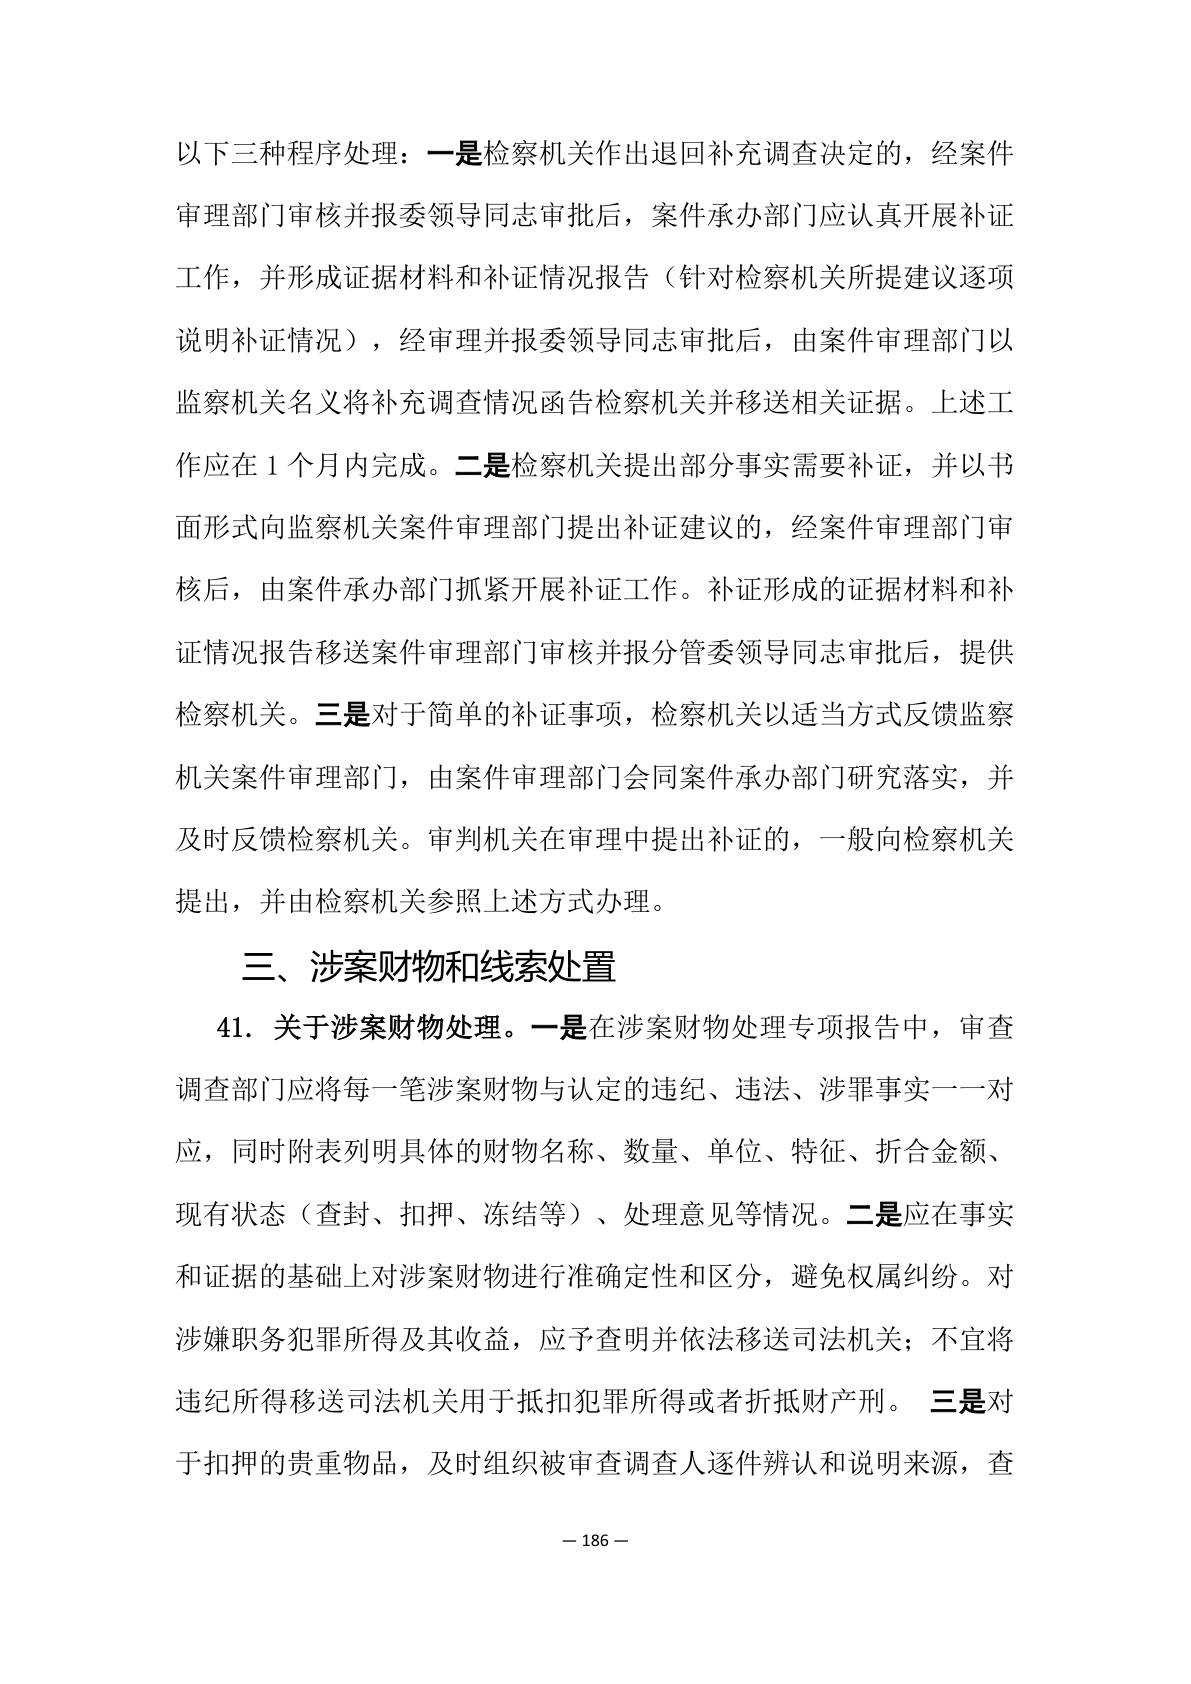 以下三种程序处理：一是检察机关作出退回补充调查决定的，经案件
审理部门审核并报委领导同志审批后，案件承办部门应认真开展补证
工作，并形成证据材料和补证情况报告（针对检察机关所提建议逐项
说明补证情况），经审理并报委领导同志审批后，由案件审理部门以
监察机关名义将补充调查情况函告检察机关并移送相关证据。上述工
作应在 1 个月内完成。二是检察机关提出部分事实需要补证，并以书
面形式向监察机关案件审理部门提出补证建议的，经案件审理部门审
核后，由案件承办部门抓紧开展补证工作。补证形成的证据材料和补
证情况报告移送案件审理部门审核并报分管委领导同志审批后，提供
检察机关。三是对于简单的补证事项，检察机关以适当方式反馈监察
机关案件审理部门，由案件审理部门会同案件承办部门研究落实，并
及时反馈检察机关。审判机关在审理中提出补证的，一般向检察机关
提出，并由检察机关参照上述方式办理。
三、涉案财物和线索处置
41. 关于涉案财物处理。一是在涉案财物处理专项报告中，审查
调查部门应将每一笔涉案财物与认定的违纪、违法、涉罪事实一一对
应，同时附表列明具体的财物名称、数量、单位、特征、折合金额、
现有状态（查封、扣押、冻结等）、处理意见等情况。二是应在事实
和证据的基础上对涉案财物进行准确定性和区分，避免权属纠纷。对
涉嫌职务犯罪所得及其收益，应予查明并依法移送司法机关；不宜将
违纪所得移送司法机关用于抵扣犯罪所得或者折抵财产刑。 三是对
于扣押的贵重物品，及时组织被审查调查人逐件辨认和说明来源，查
— 186 —